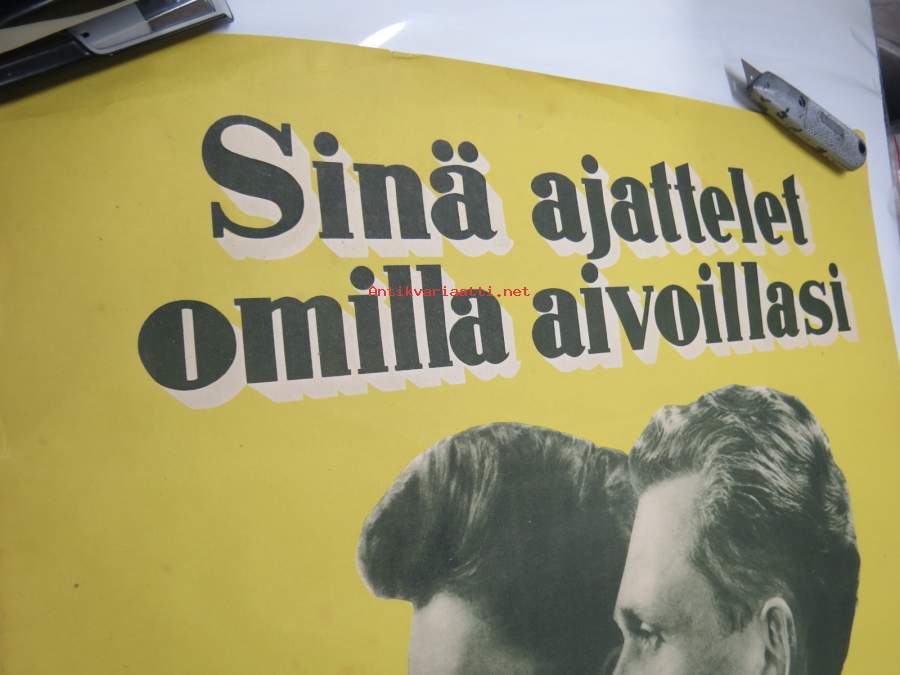 Sinä ajattelet
omilla aivoillasi
Antikvariaatti.net